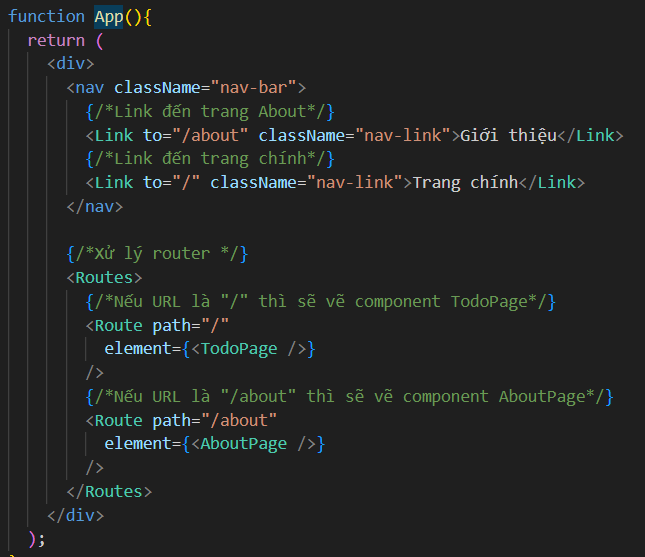 function App(){
  return (
    <div>
      <nav className="nav-bar">
        {/*Link đến trang About*/}
        <Link to="/about" className="nav-link">Giới thiệu</Link>
        {/*Link đến trang chính*/}
        <Link to="/" className="nav-link">Trang chính</Link>
      </nav>

      {/*Xử lý router */}
      <Routes>
        {/*Nếu URL là "/" thì sẽ vẽ component TodoPage*/}
        <Route path="/"
          element={<TodoPage />}
        />
        {/*Nếu URL là "/about" thì sẽ vẽ component AboutPage*/}
        <Route path="/about"
          element={<AboutPage />}
        />
      </Routes>
    </div>
  );